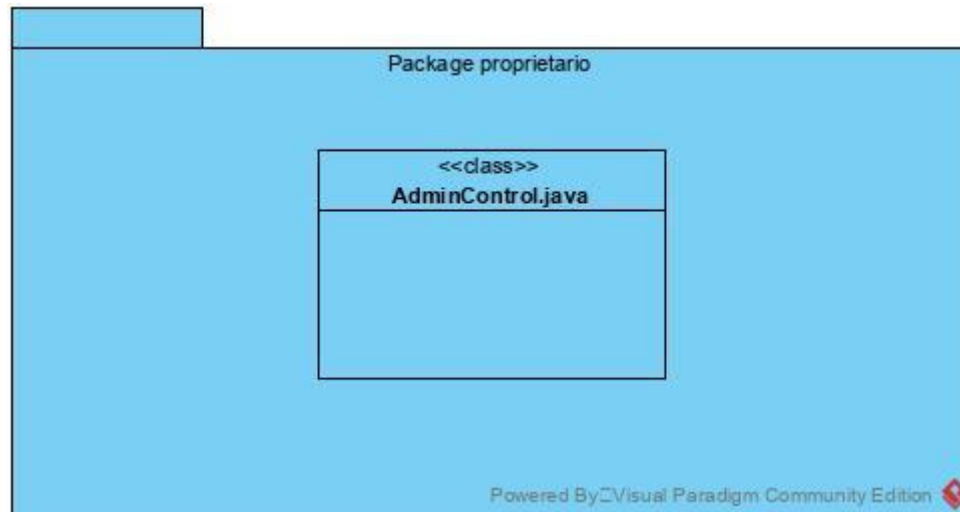 Package proprietario
<<class>>
AdminControl.java
Powered By Visual Paradigm Community Edition